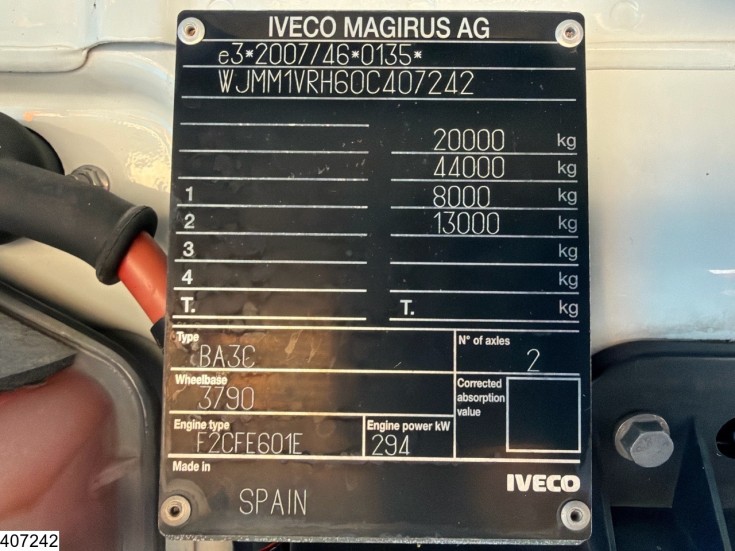 IVECO MAGIRUS AG
e3*2007/46*0135*
WJMM1VRH60C407242
20000 kg
44000 kg
1 8000 kg
2 13000 kg
3 kg
4 kg
T. T. kg
Type
BA3C
N° of axles
2
Wheelbase
3790
Corrected
absorption
value
Engine type
F2CFE601E
Engine power kW
294
Made in
SPAIN
IVECO
407242